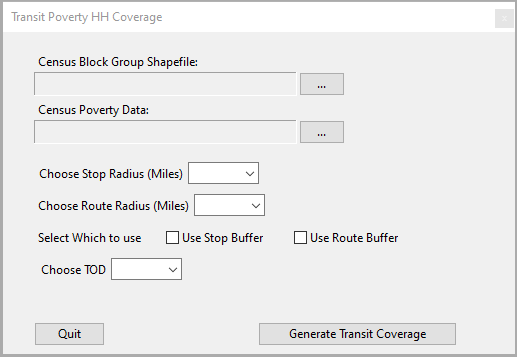 Transit Poverty HH Coverage
Census Block Group Shapefile:
...
Census Poverty Data:
...
Choose Stop Radius (Miles)
Choose Route Radius (Miles)
Select Which to use Use Stop Buffer Use Route Buffer
Choose TOD
Quit Generate Transit Coverage